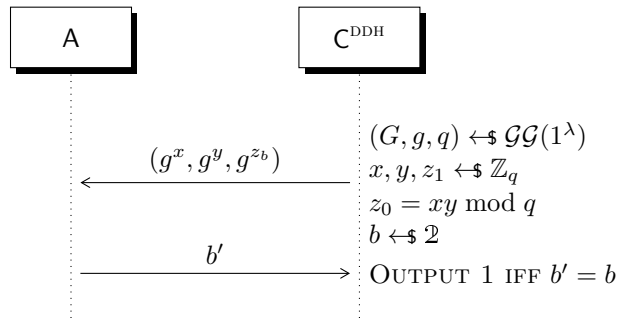 A
C^DDH
(G, g, q) ←$ 𝒢𝒢(1^λ)
(g^x, g^y, g^{z_b})
x, y, z_1 ←$ ℤ_q
z_0 = xy mod q
b ←$ 𝟚
b′
OUTPUT 1 IFF b′ = b